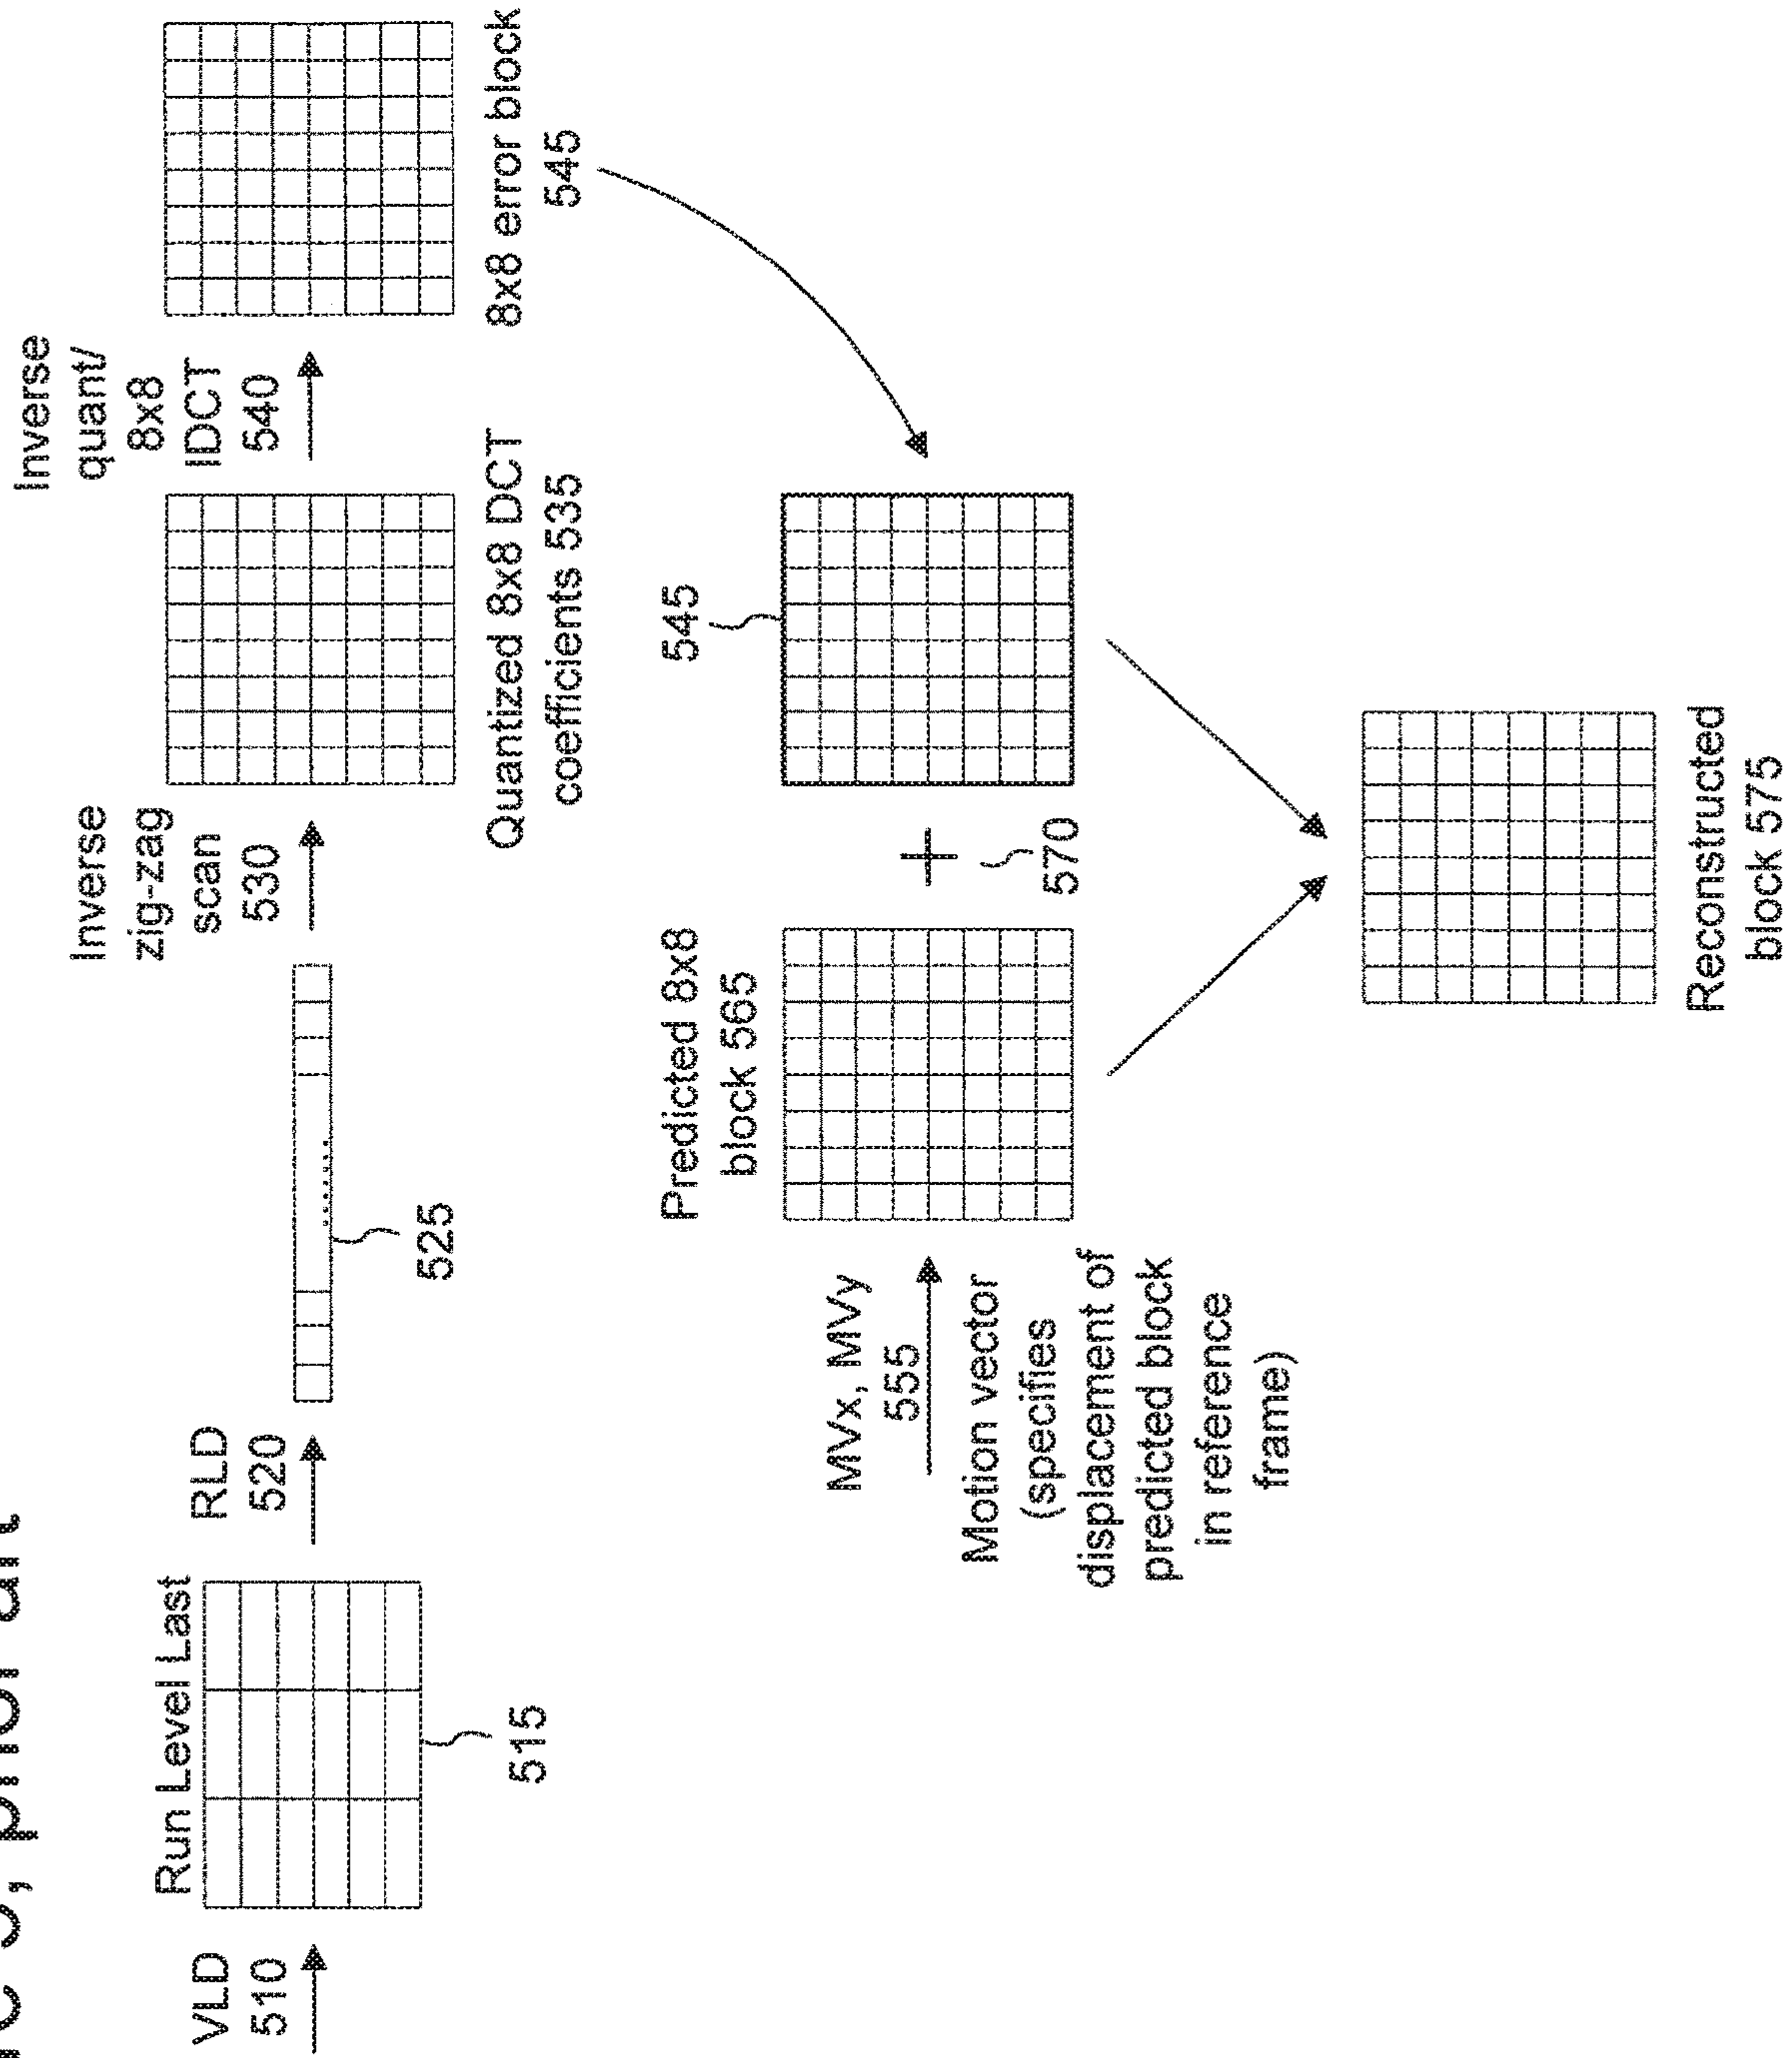 prior art
VLD
510
Run Level Last
515
RLD
520
525
Inverse
zig-zag
scan
530
Quantized 8x8 DCT
coefficients 535
Inverse
quant/
8x8
IDCT
540
8x8 error block
545
MVx, MVy
555
Motion vector
(specifies
displacement of
predicted block
in reference
frame)
Predicted 8x8
block 565
570
+
545
Reconstructed
block 575